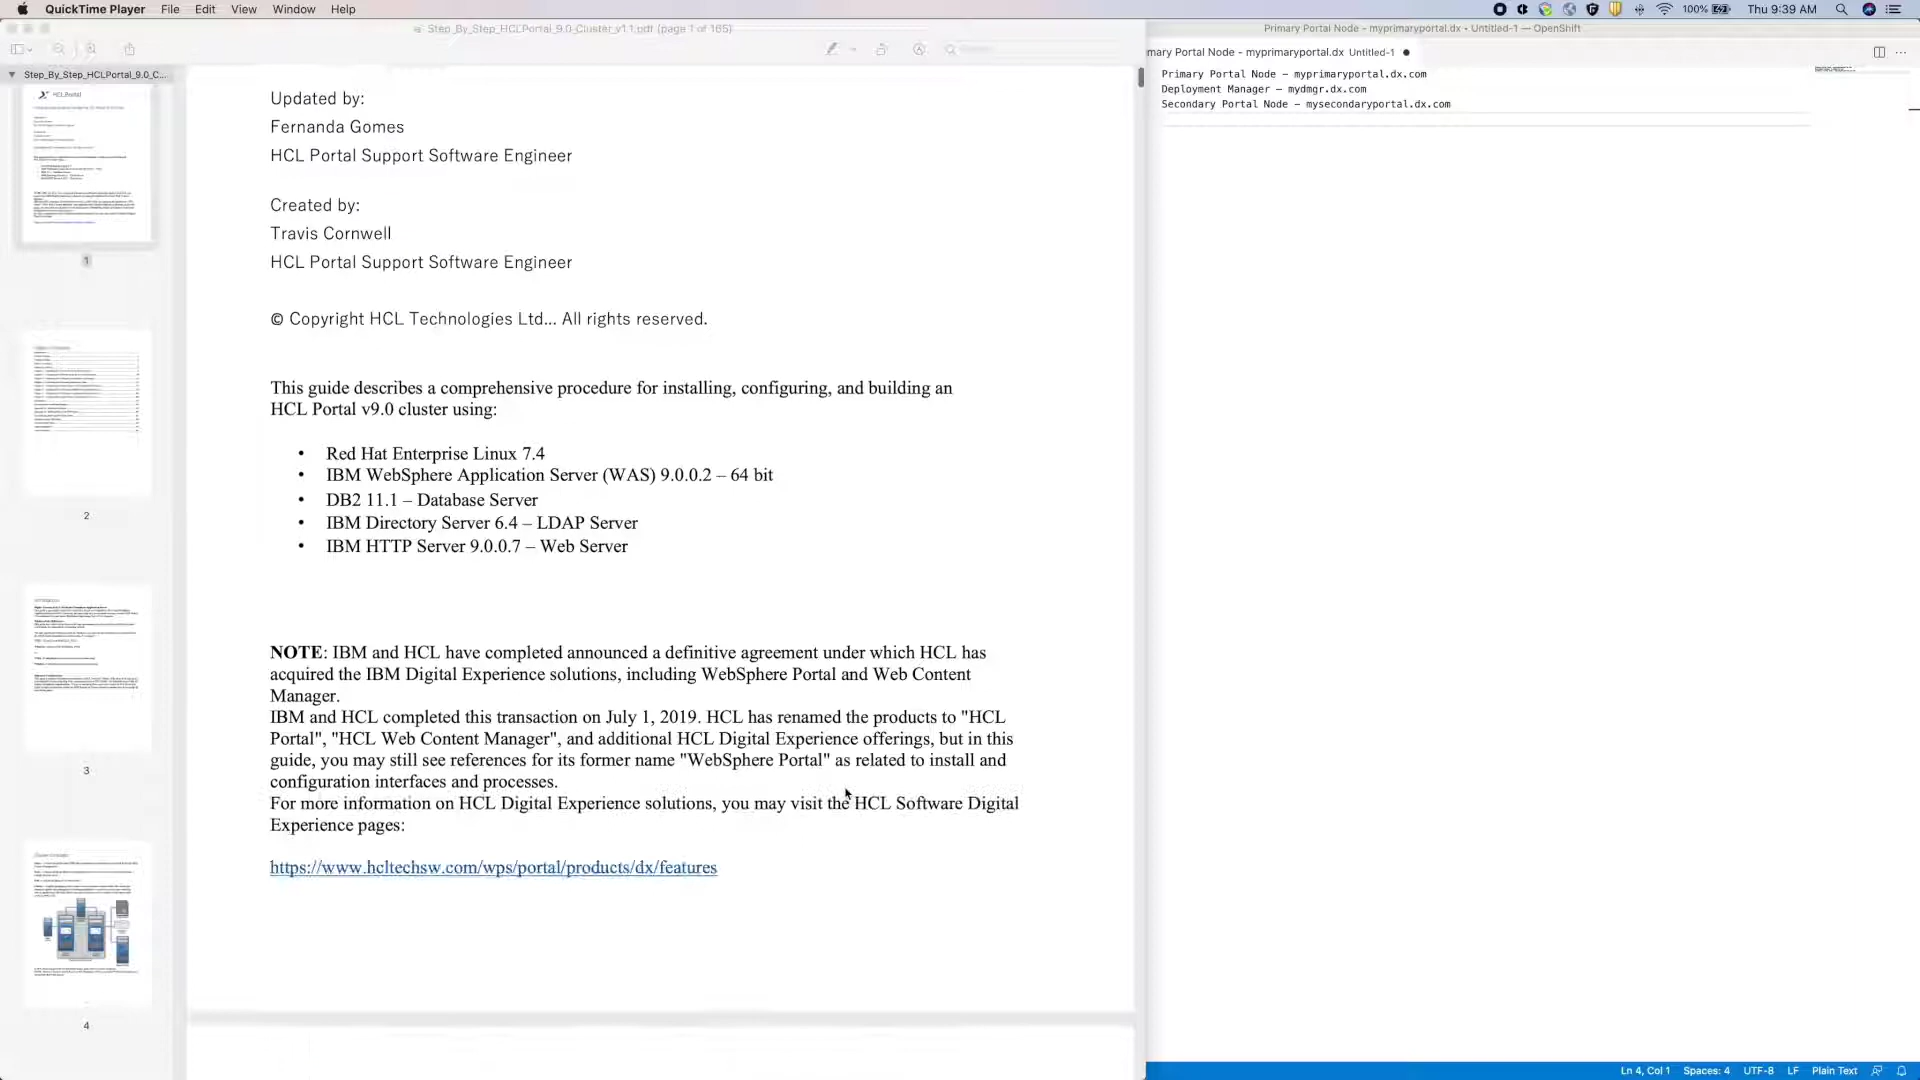 QuickTime Player File Edit View Window Help 100% Thu 9:39 AM
Step_By_Step_HCLPortal_9.0_Cluster_v1.1.pdf (page 1 of 165)
Step_By_Step_HCLPortal_9.0_C...
1
2
3
4
Updated by:
Fernanda Gomes
HCL Portal Support Software Engineer
Created by:
Travis Cornwell
HCL Portal Support Software Engineer
© Copyright HCL Technologies Ltd... All rights reserved.
This guide describes a comprehensive procedure for installing, configuring, and building an
HCL Portal v9.0 cluster using:
• Red Hat Enterprise Linux 7.4
• IBM WebSphere Application Server (WAS) 9.0.0.2 – 64 bit
• DB2 11.1 – Database Server
• IBM Directory Server 6.4 – LDAP Server
• IBM HTTP Server 9.0.0.7 – Web Server
NOTE: IBM and HCL have completed announced a definitive agreement under which HCL has
acquired the IBM Digital Experience solutions, including WebSphere Portal and Web Content
Manager.
IBM and HCL completed this transaction on July 1, 2019. HCL has renamed the products to "HCL
Portal", "HCL Web Content Manager", and additional HCL Digital Experience offerings, but in this
guide, you may still see references for its former name "WebSphere Portal" as related to install and
configuration interfaces and processes.
For more information on HCL Digital Experience solutions, you may visit the HCL Software Digital
Experience pages:
https://www.hcltechsw.com/wps/portal/products/dx/features
Primary Portal Node - myprimaryportal.dx • Untitled-1 — OpenShift
mary Portal Node - myprimaryportal.dx Untitled-1
Primary Portal Node – myprimaryportal.dx.com
Deployment Manager – mydmgr.dx.com
Secondary Portal Node – mysecondaryportal.dx.com
Ln 4, Col 1 Spaces: 4 UTF-8 LF Plain Text